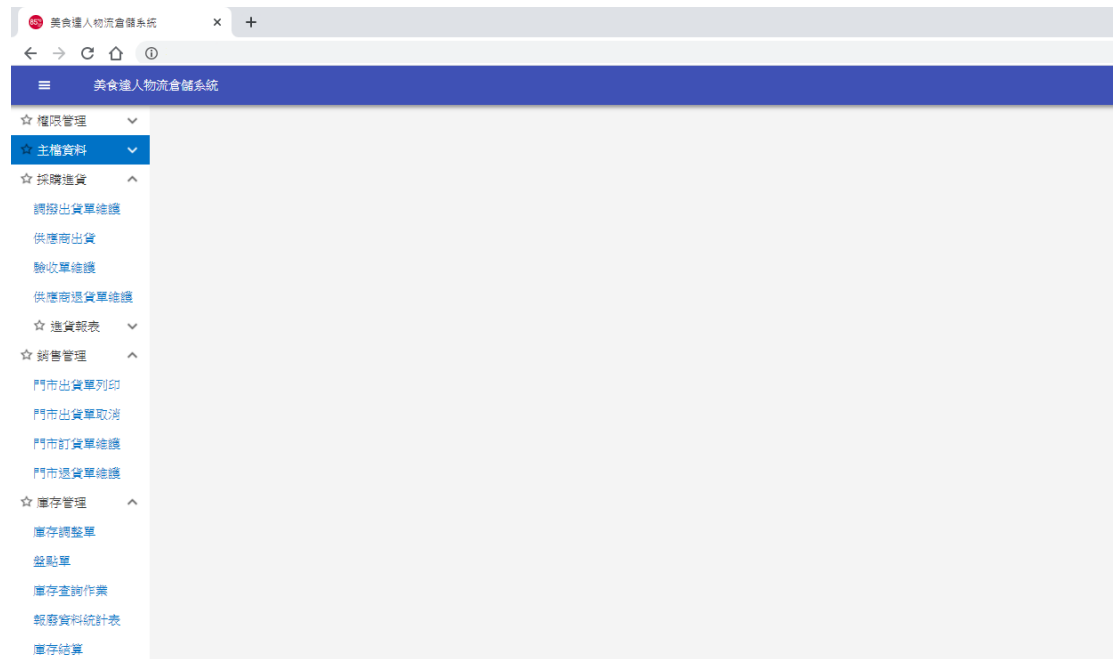 85℃ 美食達人物流倉儲系統
美食達人物流倉儲系統
權限管理
主檔資料
採購進貨
調撥出貨單維護
供應商出貨
驗收單維護
供應商退貨單維護
進貨報表
銷售管理
門市出貨單列印
門市出貨單取消
門市訂貨單維護
門市退貨單維護
庫存管理
庫存調整單
盤點單
庫存查詢作業
報廢資料統計表
庫存結算